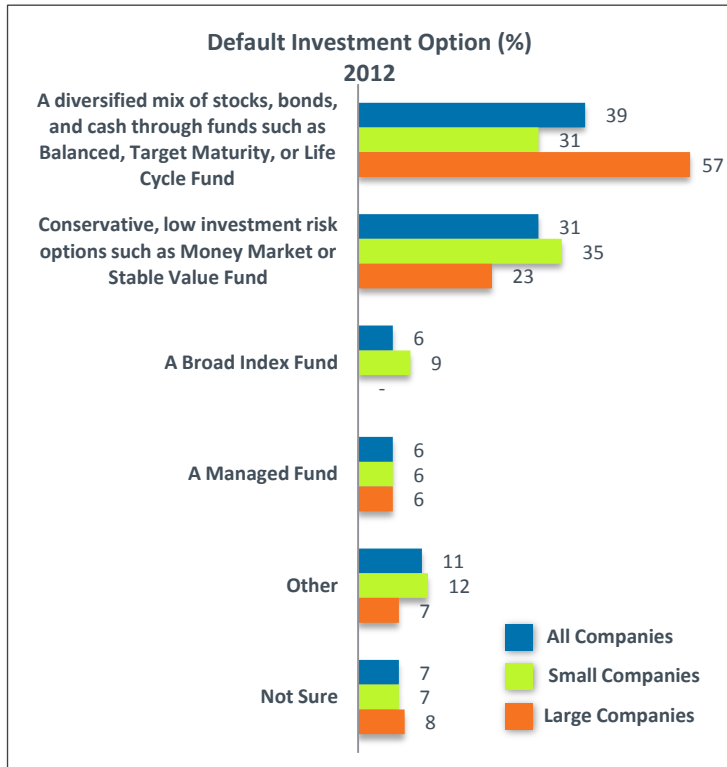 Default Investment Option (%)
2012
A diversified mix of stocks, bonds,
and cash through funds such as
Balanced, Target Maturity, or Life
Cycle Fund
39
31
57
Conservative, low investment risk
options such as Money Market or
Stable Value Fund
31
35
23
A Broad Index Fund
6
9
-
A Managed Fund
6
6
6
Other
11
12
7
Not Sure
7
7
8
All Companies
Small Companies
Large Companies